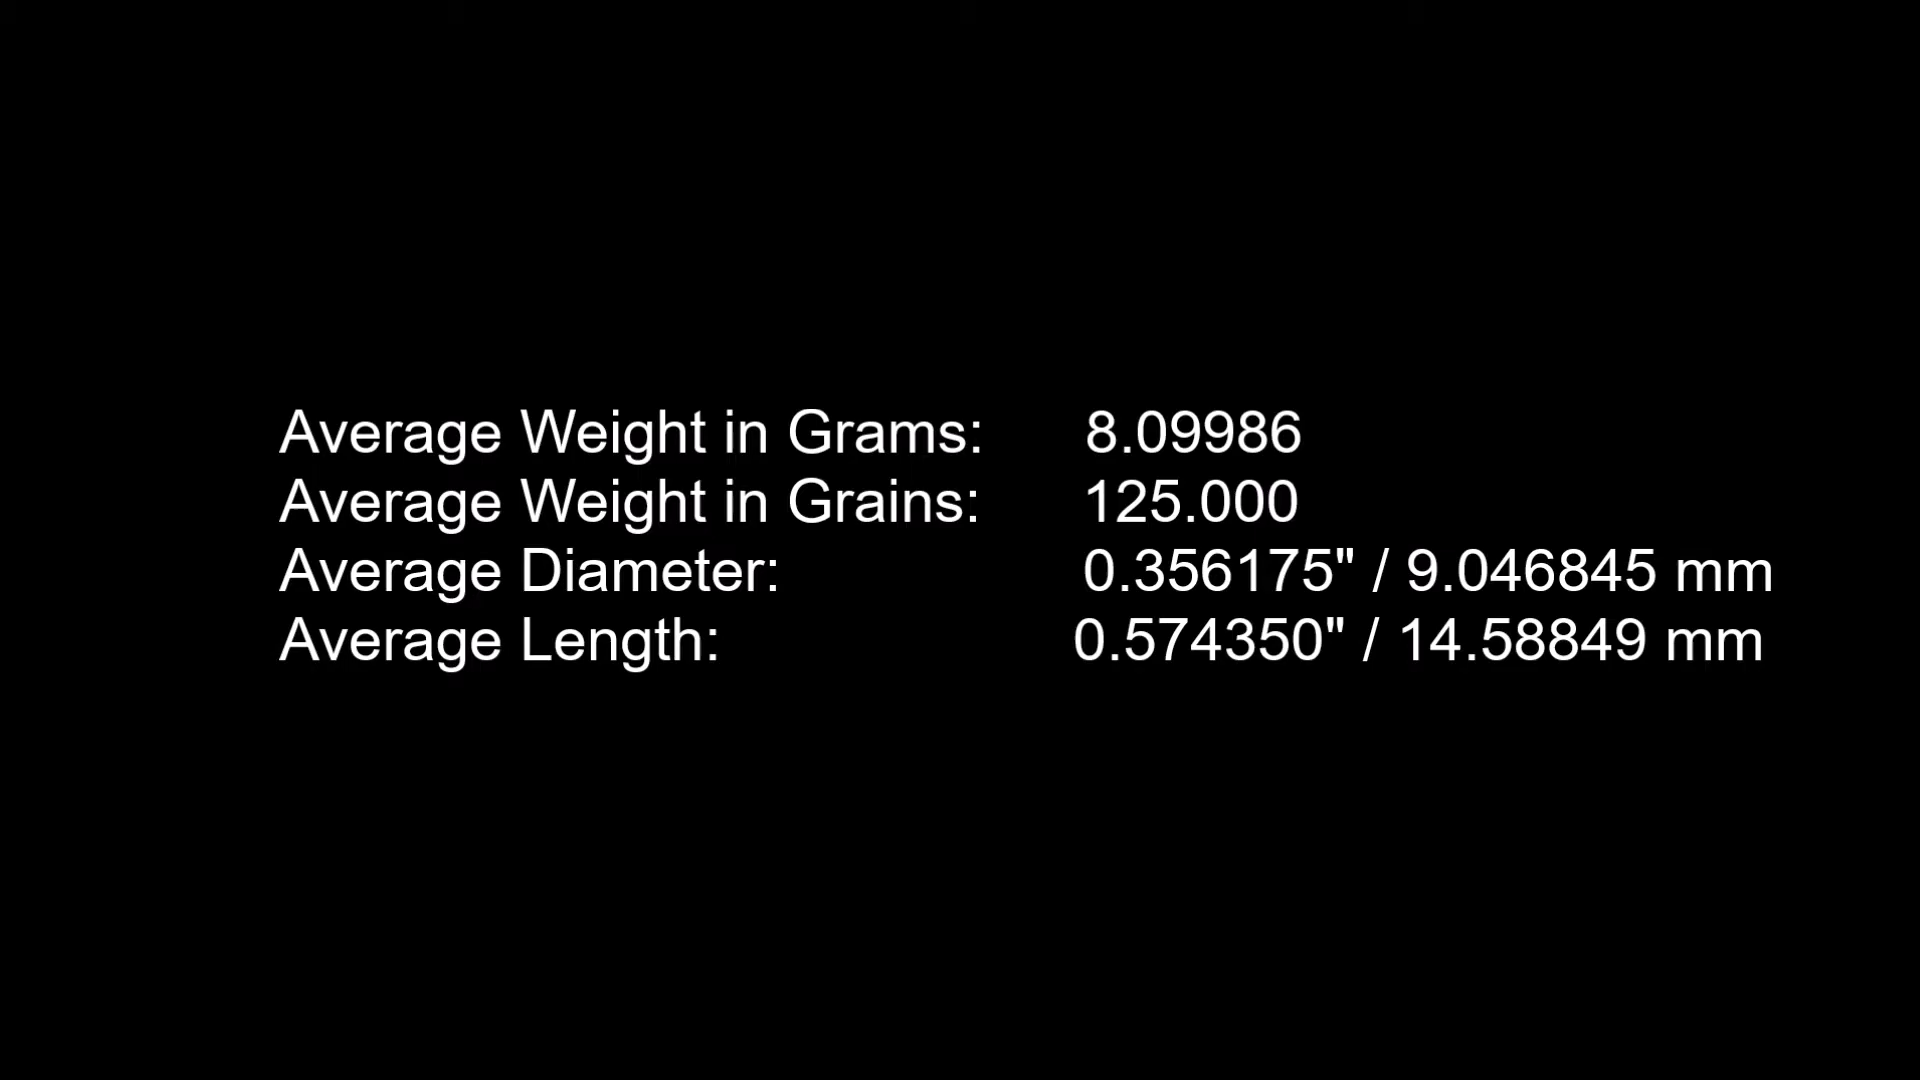 Average Weight in Grams: 8.09986
Average Weight in Grains: 125.000
Average Diameter: 0.356175" / 9.046845 mm
Average Length: 0.574350" / 14.58849 mm